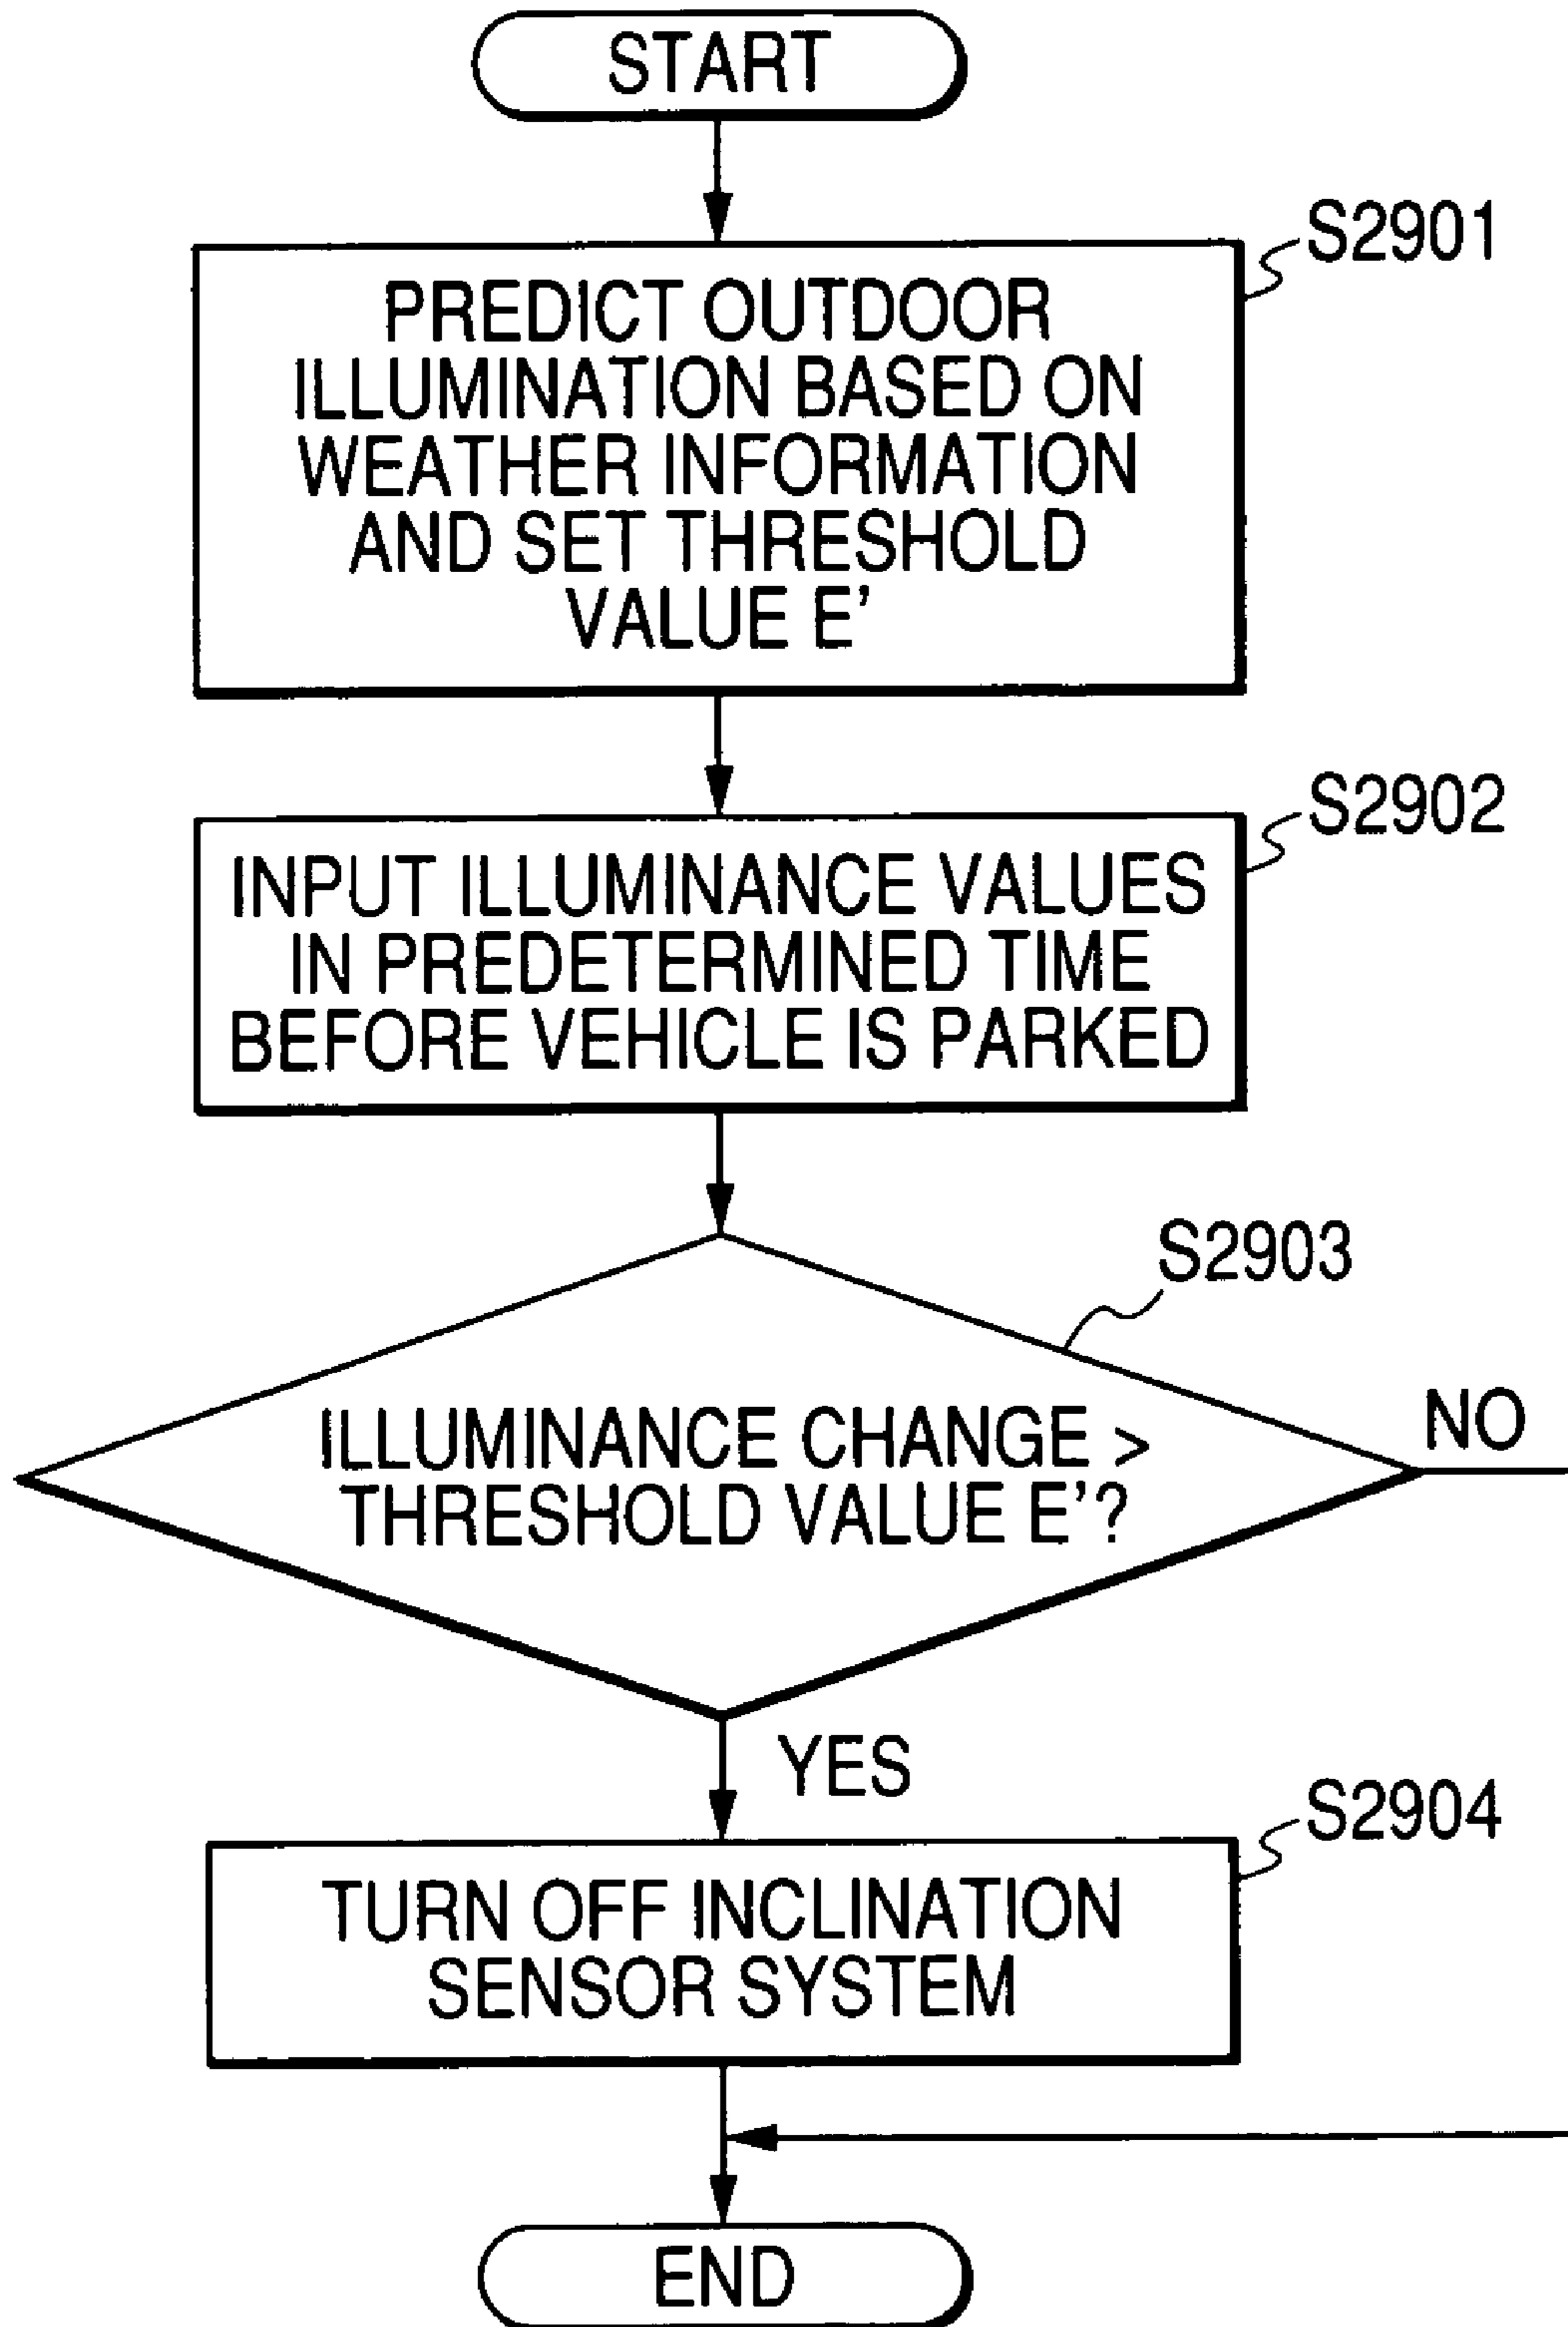 START
S2901
PREDICT OUTDOOR
ILLUMINATION BASED ON
WEATHER INFORMATION
AND SET THRESHOLD
VALUE E'
S2902
INPUT ILLUMINANCE VALUES
IN PREDETERMINED TIME
BEFORE VEHICLE IS PARKED
S2903
NO
ILLUMINANCE CHANGE >
THRESHOLD VALUE E'?
YES
S2904
TURN OFF INCLINATION
SENSOR SYSTEM
END